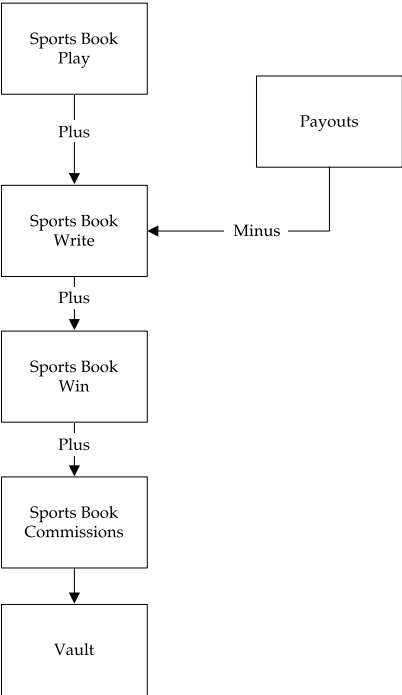 Sports Book
Play
Plus
Payouts
Sports Book
Write
Minus
Plus
Sports Book
Win
Plus
Sports Book
Commissions
Vault